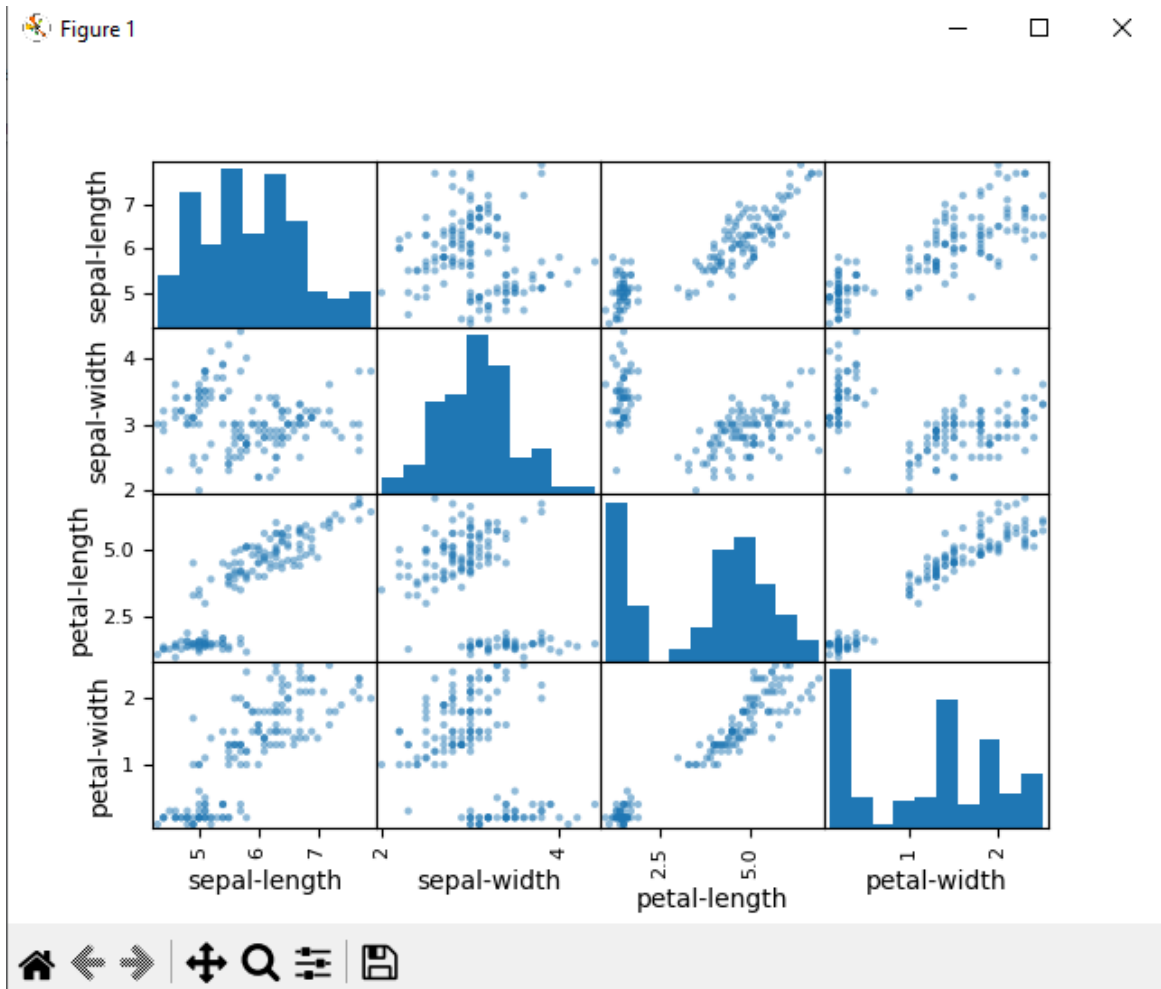 Figure 1
sepal-length
7
6
5
sepal-width
4
3
2
petal-length
5.0
2.5
petal-width
2
1
5 6 7 2 4 2.5 5.0 1 2
sepal-length sepal-width petal-length petal-width